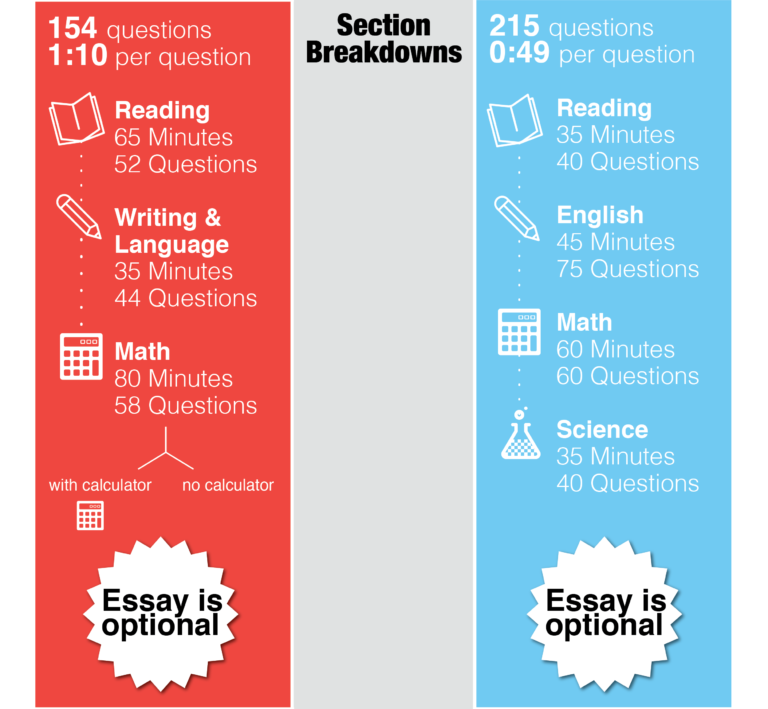 154 questions
1:10 per question
Reading
65 Minutes
52 Questions
Writing &
Language
35 Minutes
44 Questions
Math
80 Minutes
58 Questions
with calculator
no calculator
Essay is
optional
Section
Breakdowns
215 questions
0:49 per question
Reading
35 Minutes
40 Questions
English
45 Minutes
75 Questions
Math
60 Minutes
60 Questions
Science
35 Minutes
40 Questions
Essay is
optional